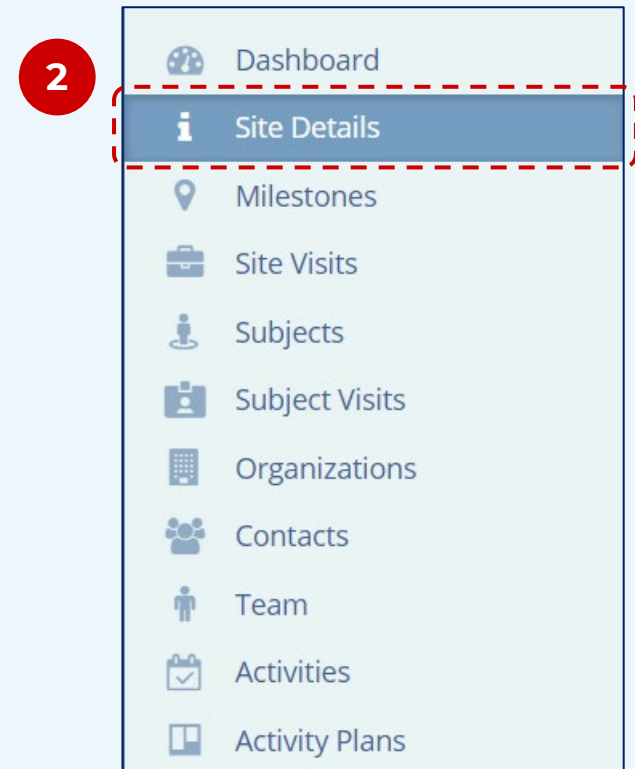 2
Dashboard
Site Details
Milestones
Site Visits
Subjects
Subject Visits
Organizations
Contacts
Team
Activities
Activity Plans